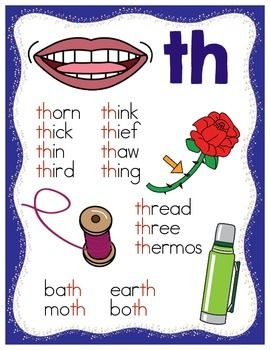 th
thorn think
thick thief
thin thaw
third thing
thread
three
thermos
bath earth
moth both